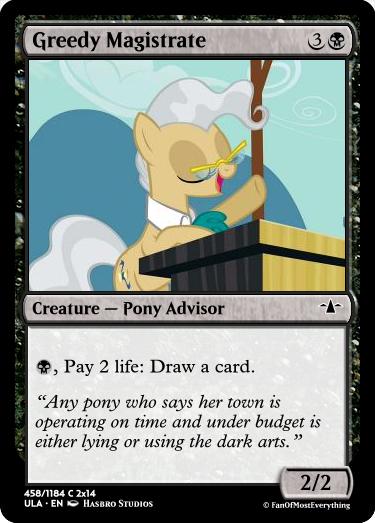 Greedy Magistrate 3
Creature — Pony Advisor
, Pay 2 life: Draw a card.
“Any pony who says her town is
operating on time and under budget is
either lying or using the dark arts.”
2/2
458/1184 C 2x14
ULA • EN Hasbro Studios
© FanOfMostEverything